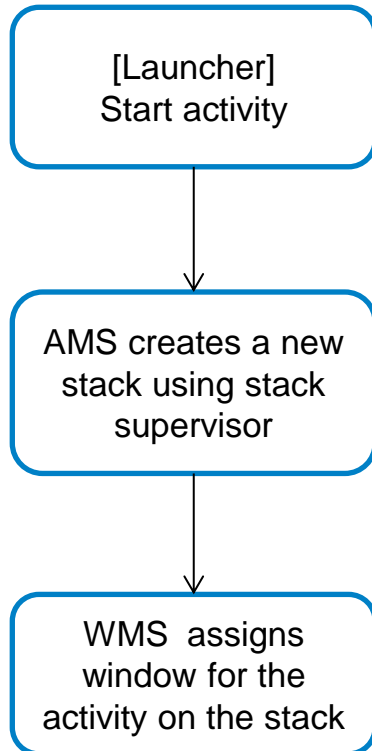 [Launcher]
Start activity
AMS creates a new
stack using stack
supervisor
WMS assigns
window for the
activity on the stack